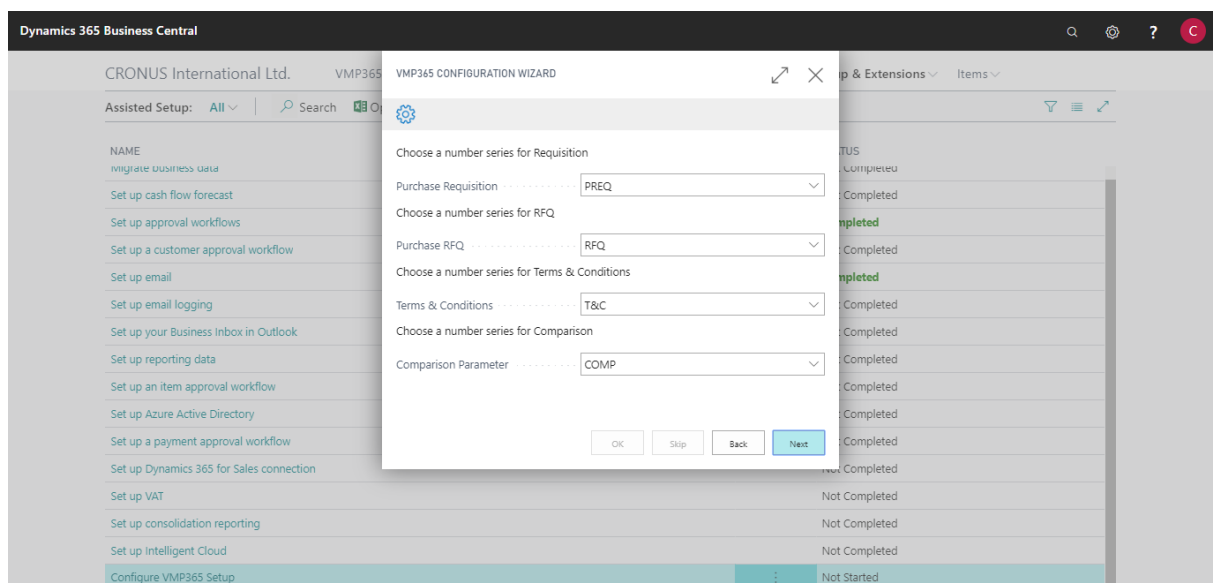 Dynamics 365 Business Central
?
C
CRONUS International Ltd.
VMP365
p & Extensions
Items
Assisted Setup:
All
Search
NAME
TUS
Migrate business data
Completed
Set up cash flow forecast
Completed
Set up approval workflows
mpleted
Set up a customer approval workflow
Completed
Set up email
mpleted
Set up email logging
Completed
Set up your Business Inbox in Outlook
Completed
Set up reporting data
Completed
Set up an item approval workflow
Completed
Set up Azure Active Directory
Completed
Set up a payment approval workflow
Completed
Set up Dynamics 365 for Sales connection
Not Completed
Set up VAT
Not Completed
Set up consolidation reporting
Not Completed
Set up Intelligent Cloud
Not Completed
Configure VMP365 Setup
Not Started
VMP365 CONFIGURATION WIZARD
Choose a number series for Requisition
Purchase Requisition
PREQ
Choose a number series for RFQ
Purchase RFQ
RFQ
Choose a number series for Terms & Conditions
Terms & Conditions
T&C
Choose a number series for Comparison
Comparison Parameter
COMP
OK
Skip
Back
Next